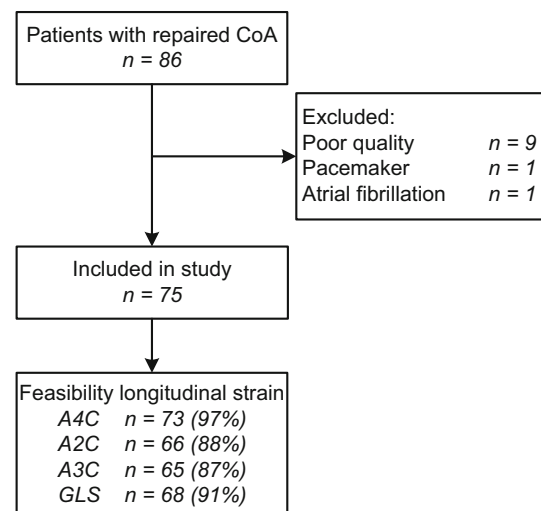 Patients with repaired CoA
n = 86
Excluded:
Poor quality n = 9
Pacemaker n = 1
Atrial fibrillation n = 1
Included in study
n = 75
Feasibility longitudinal strain
A4C n = 73 (97%)
A2C n = 66 (88%)
A3C n = 65 (87%)
GLS n = 68 (91%)